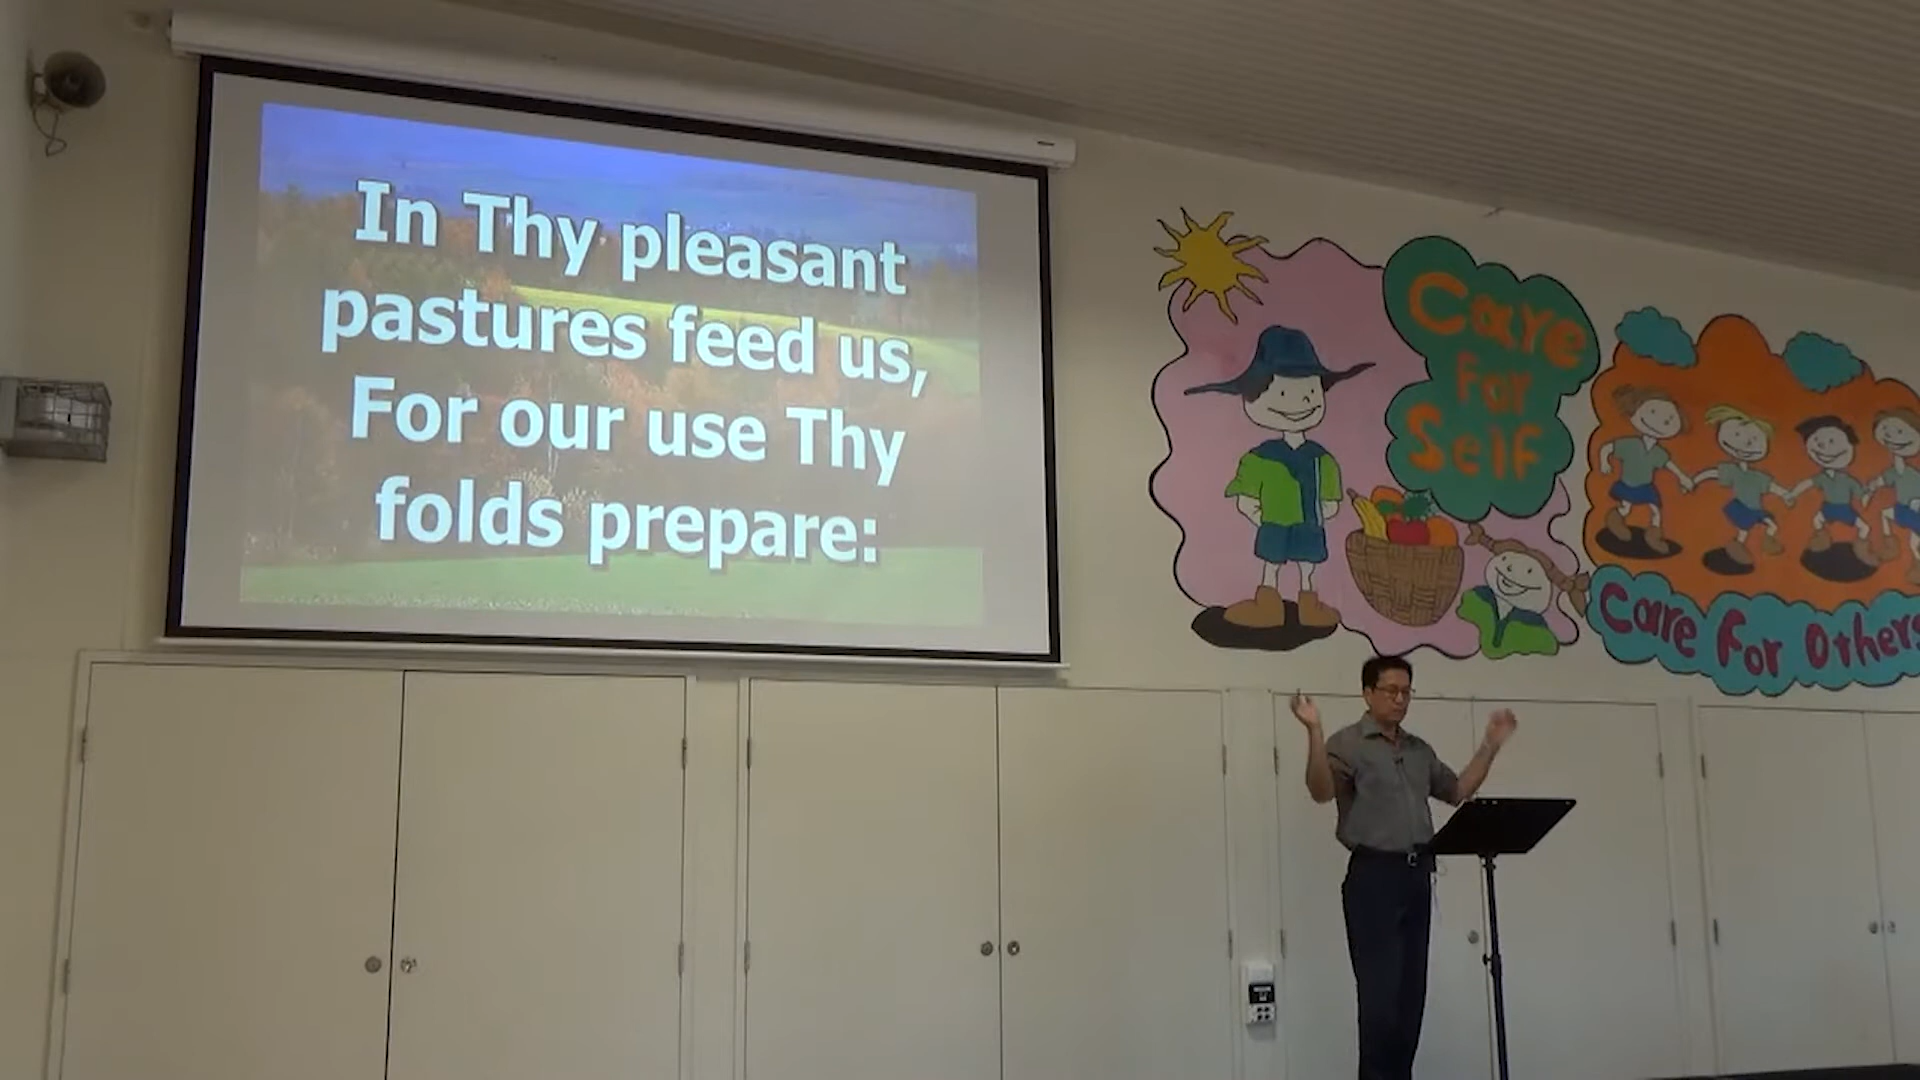 In Thy pleasant
pastures feed us,
For our use Thy
folds prepare:
Care
For
Self
Care For Others